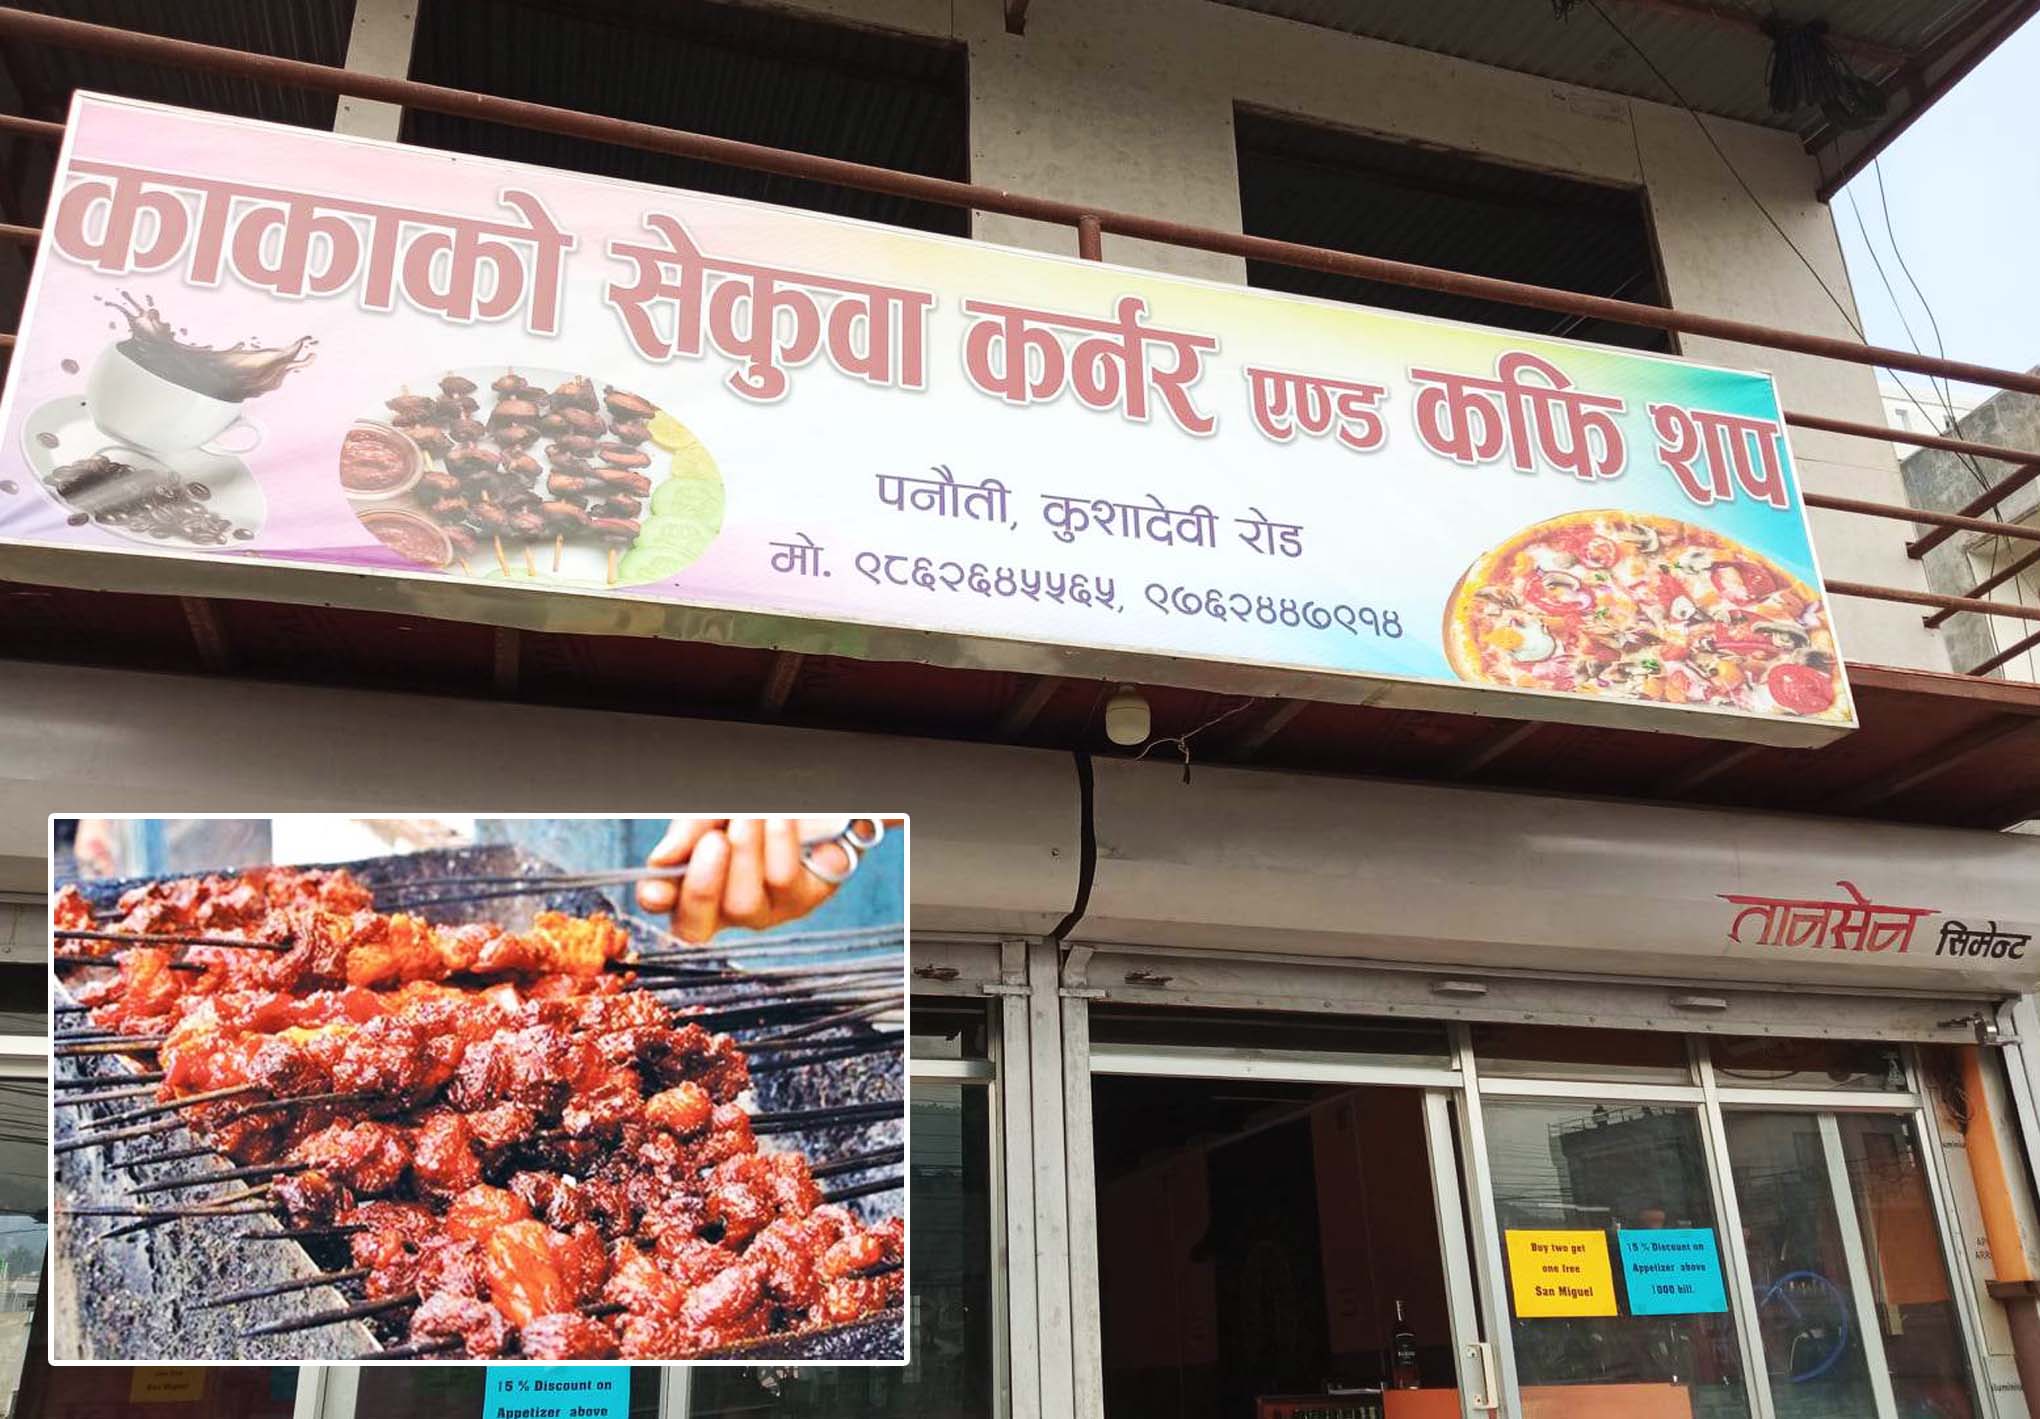 काकाको सेकुवा कर्नर एण्ड कफि शप
पनौती, कुशादेवी रोड
मो. ९८६२६४५५६५, ९७६२४४७९१४
तानसेन सिमेन्ट
Buy two get
one free
San Miguel
15 % Discount on
Appetizer above
1000 bill.
15 % Discount on
Appetizer above